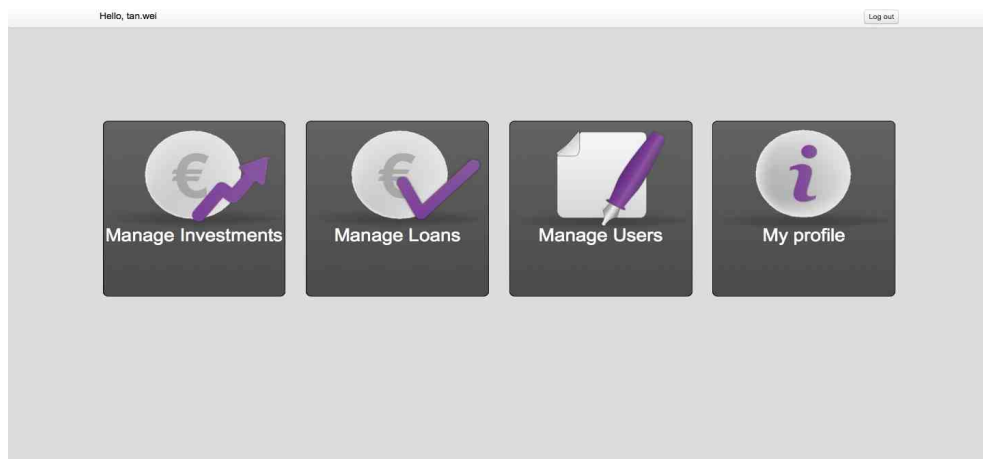 Hello, tan.wei
Log out
€
Manage Investments
€
Manage Loans
Manage Users
i
My profile